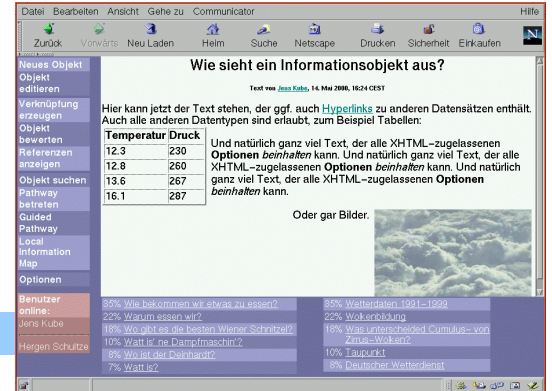 Datei Bearbeiten Ansicht Gehe zu Communicator Hilfe
Zurück Vorwärts Neu Laden Heim Suche Netscape Drucken Sicherheit Einkaufen N
Neues Objekt
Objekt
editieren
Verknüpfung
erzeugen
Objekt
bewerten
Referenzen
anzeigen
Objekt suchen
Pathway
betreten
Guided
Pathway
Local
Information
Map
Optionen
Benutzer
online:
Jens Kube
Hergen Schultze
Wie sieht ein Informationsobjekt aus?
Text von Jens Kube, 14. Mai 2000, 16:24 CEST
Hier kann jetzt der Text stehen, der ggf. auch Hyperlinks zu anderen Datensätzen enthält.
Auch alle anderen Datentypen sind erlaubt, zum Beispiel Tabellen:
Temperatur Druck
12.3 230
12.8 260
13.6 267
16.1 287
Und natürlich ganz viel Text, der alle XHTML-zugelassenen
Optionen beinhalten kann. Und natürlich ganz viel Text, der alle
XHTML-zugelassenen Optionen beinhalten kann. Und natürlich
ganz viel Text, der alle XHTML-zugelassenen Optionen
beinhalten kann.
Oder gar Bilder.
35% Wie bekommen wir etwas zu essen?
22% Warum essen wir?
18% Wo gibt es die besten Wiener Schnitzel?
10% Watt is' ne Dampfmaschin'?
8% Wo ist der Deinhardt?
7% Watt is?
35% Wetterdaten 1991-1999
22% Wolkenbildung
18% Was unterscheided Cumulus- von
Zirrus-Wolken?
10% Taupunkt
8% Deutscher Wetterdienst